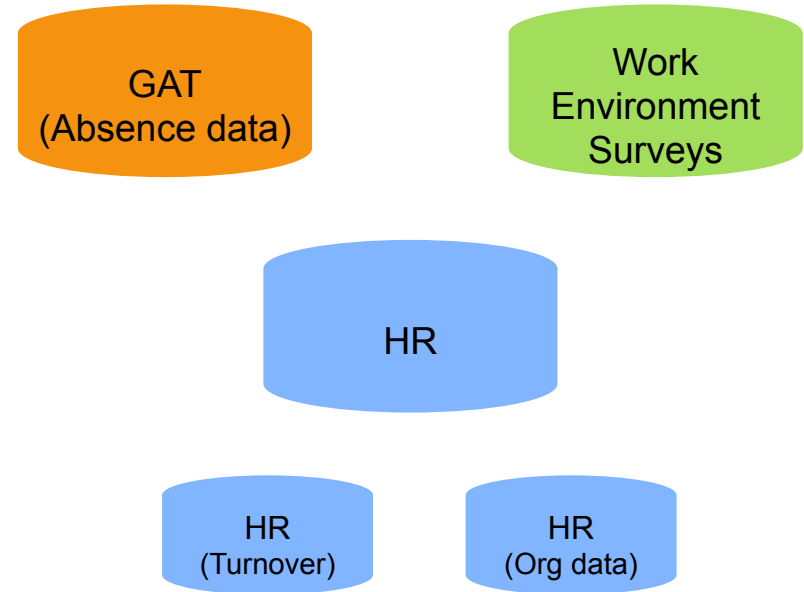 GAT
(Absence data)
Work
Environment
Surveys
HR
HR
(Turnover)
HR
(Org data)